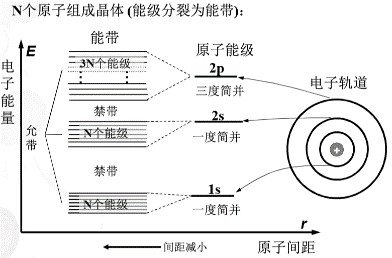 N个原子组成晶体 (能级分裂为能带):
E
能带
原子能级
3N个能级
2p
三度简并
电子轨道
电子能量
允带
禁带
N个能级
2s
一度简并
禁带
N个能级
1s
一度简并
+
r
间距减小
原子间距